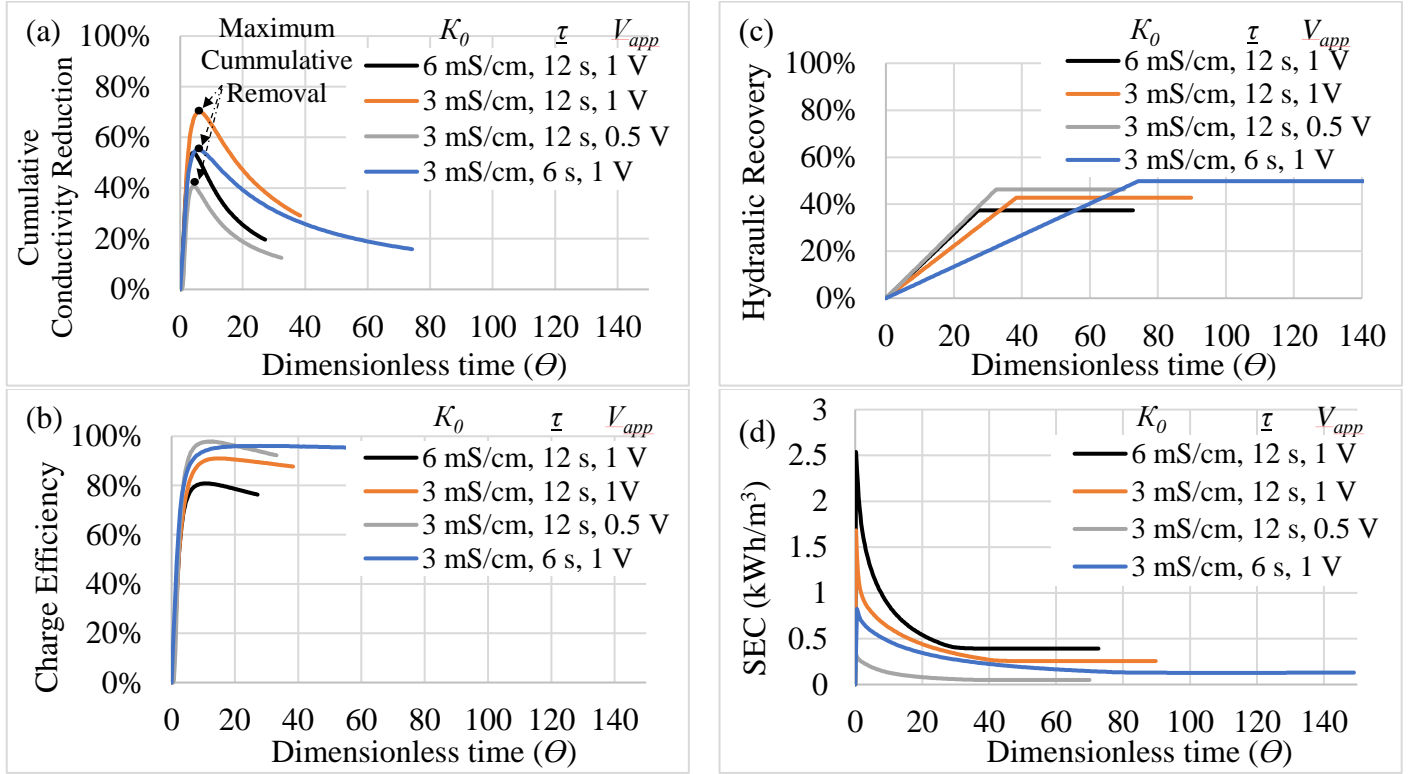 (a)
Maximum
Cummulative
Removal
K0 τ Vapp
6 mS/cm, 12 s, 1 V
3 mS/cm, 12 s, 1 V
3 mS/cm, 12 s, 0.5 V
3 mS/cm, 6 s, 1 V
100%
80%
60%
40%
20%
0%
Cumulative
Conductivity Reduction
0 20 40 60 80 100 120 140
Dimensionless time (ϴ)
(c)
K0 τ Vapp
6 mS/cm, 12 s, 1 V
3 mS/cm, 12 s, 1V
3 mS/cm, 12 s, 0.5 V
3 mS/cm, 6 s, 1 V
100%
80%
60%
40%
20%
0%
Hydraulic Recovery
0 20 40 60 80 100 120 140
Dimensionless time (ϴ)
(b)
K0 τ Vapp
6 mS/cm, 12 s, 1 V
3 mS/cm, 12 s, 1V
3 mS/cm, 12 s, 0.5 V
3 mS/cm, 6 s, 1 V
100%
80%
60%
40%
20%
0%
Charge Efficiency
0 20 40 60 80 100 120 140
Dimensionless time (ϴ)
(d)
K0 τ Vapp
6 mS/cm, 12 s, 1 V
3 mS/cm, 12 s, 1 V
3 mS/cm, 12 s, 0.5 V
3 mS/cm, 6 s, 1 V
3
2.5
2
1.5
1
0.5
0
SEC (kWh/m³)
0 20 40 60 80 100 120 140
Dimensionless time (ϴ)